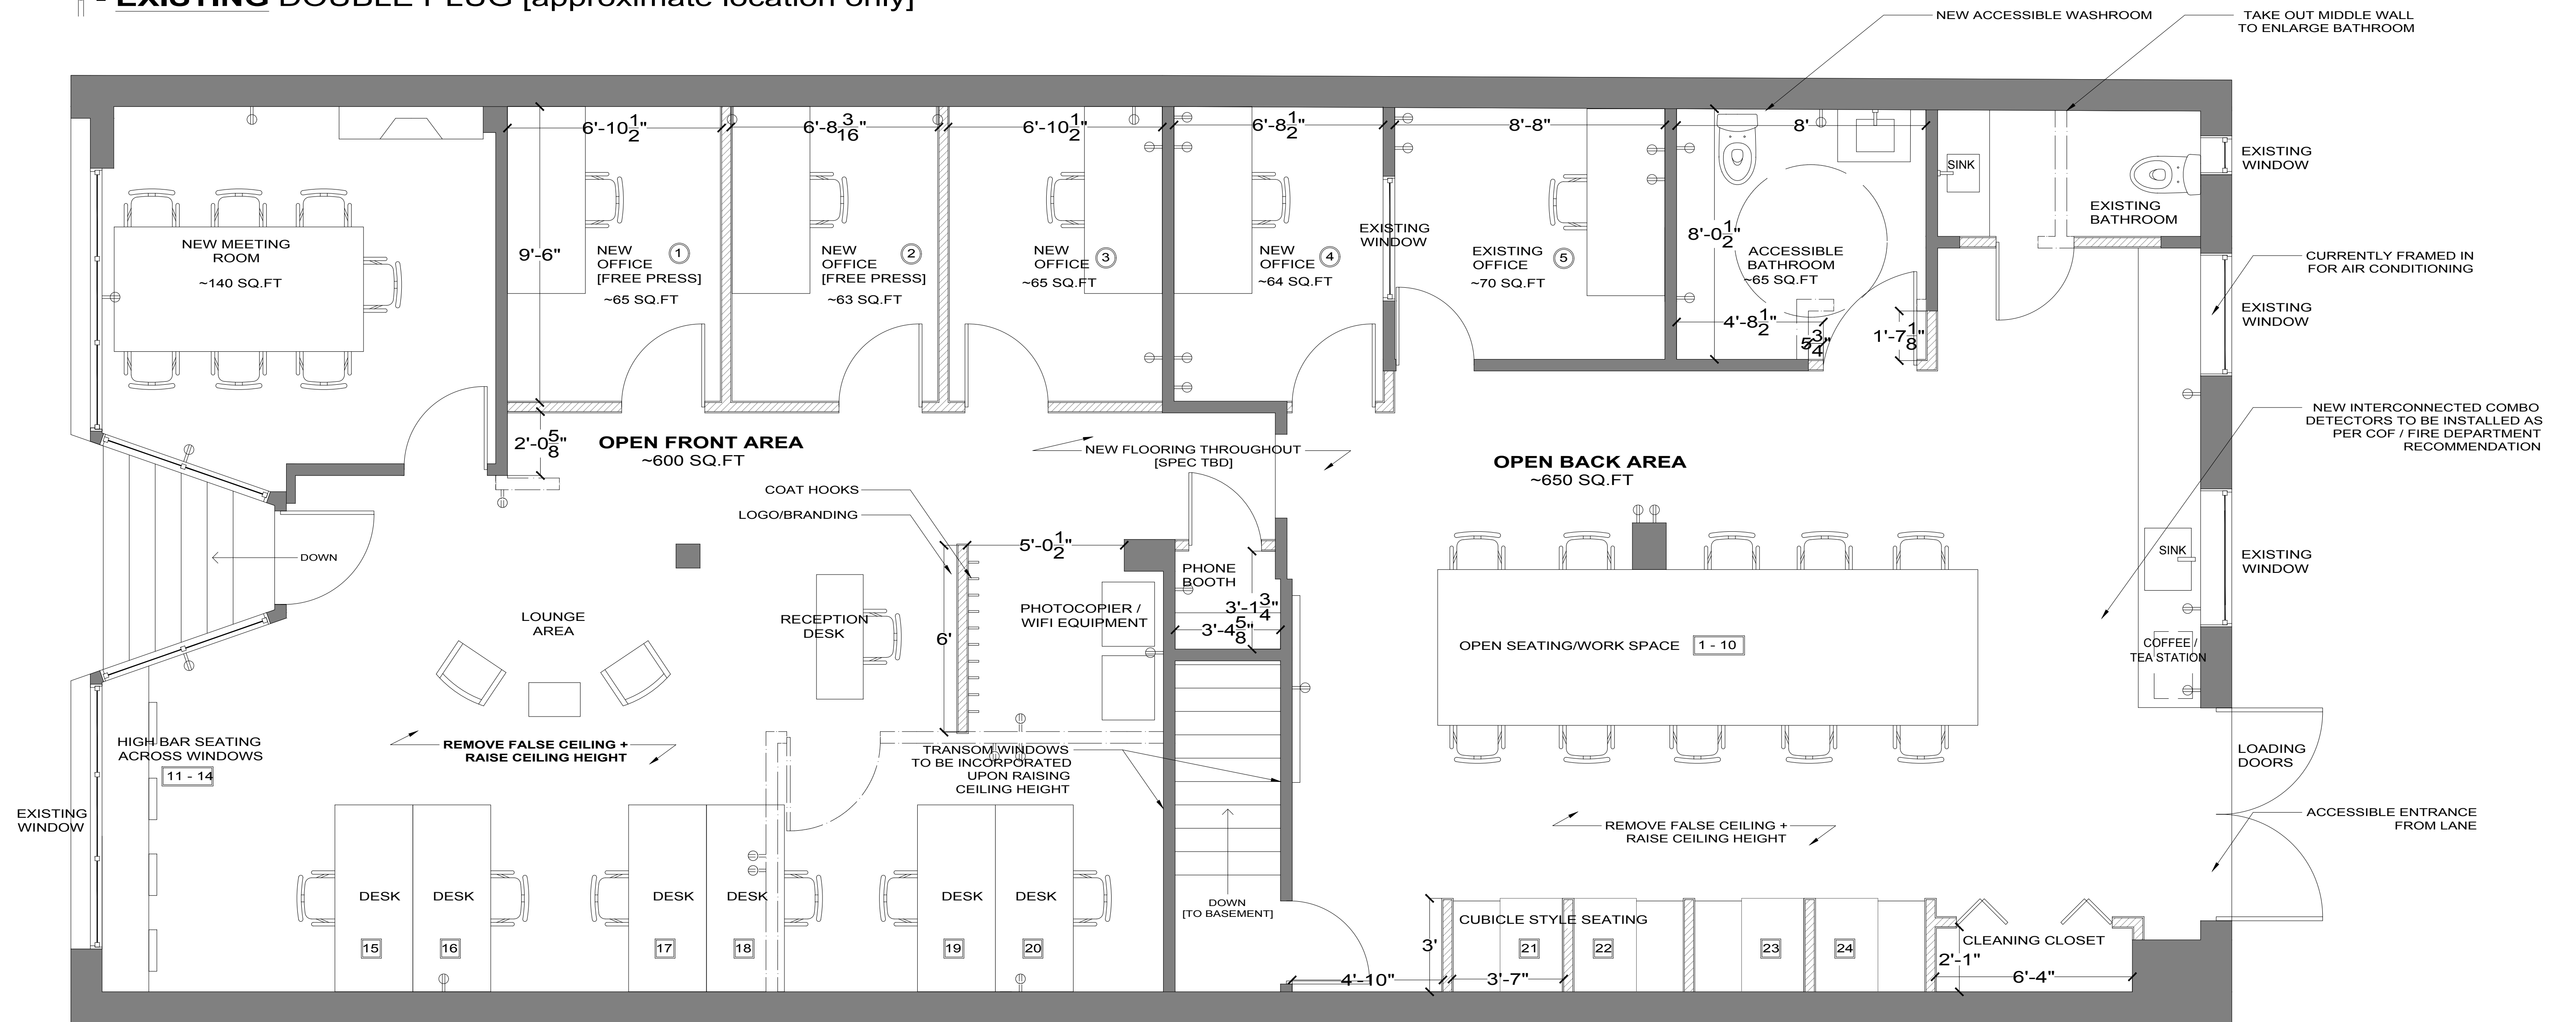 - EXISTING DOUBLE PLUG [approximate location only]
NEW ACCESSIBLE WASHROOM
TAKE OUT MIDDLE WALL
TO ENLARGE BATHROOM
6'-10 1/2"
6'-8 3/16"
6'-10 1/2"
6'-8 1/2"
8'-8"
8'
EXISTING
WINDOW
SINK
EXISTING
BATHROOM
NEW MEETING
ROOM
~140 SQ.FT
9'-6"
NEW
OFFICE
[FREE PRESS]
1
~65 SQ.FT
NEW
OFFICE
[FREE PRESS]
2
~63 SQ.FT
NEW
OFFICE
3
~65 SQ.FT
NEW
OFFICE
4
~64 SQ.FT
EXISTING
WINDOW
EXISTING
OFFICE
5
~70 SQ.FT
8'-0 1/2"
ACCESSIBLE
BATHROOM
~65 SQ.FT
4'-8 1/2"
5 3/4"
1'-7 1/8"
CURRENTLY FRAMED IN
FOR AIR CONDITIONING
EXISTING
WINDOW
NEW INTERCONNECTED COMBO
DETECTORS TO BE INSTALLED AS
PER COF / FIRE DEPARTMENT
RECOMMENDATION
2'-0 5/8"
OPEN FRONT AREA
~600 SQ.FT
NEW FLOORING THROUGHOUT
[SPEC TBD]
OPEN BACK AREA
~650 SQ.FT
COAT HOOKS
LOGO/BRANDING
DOWN
5'-0 1/2"
PHONE
BOOTH
3'-1 3/4"
3'-4 5/8"
SINK
EXISTING
WINDOW
LOUNGE
AREA
RECEPTION
DESK
6'
PHOTOCOPIER /
WIFI EQUIPMENT
OPEN SEATING/WORK SPACE
1 - 10
COFFEE /
TEA STATION
HIGH BAR SEATING
ACROSS WINDOWS
11 - 14
REMOVE FALSE CEILING +
RAISE CEILING HEIGHT
TRANSOM WINDOWS
TO BE INCORPORATED
UPON RAISING
CEILING HEIGHT
LOADING
DOORS
EXISTING
WINDOW
REMOVE FALSE CEILING +
RAISE CEILING HEIGHT
ACCESSIBLE ENTRANCE
FROM LANE
DESK
DESK
DESK
DESK
DESK
DESK
15
16
17
18
19
20
DOWN
[TO BASEMENT]
CUBICLE STYLE SEATING
3'
21
22
23
24
4'-10"
3'-7"
CLEANING CLOSET
2'-1"
6'-4"